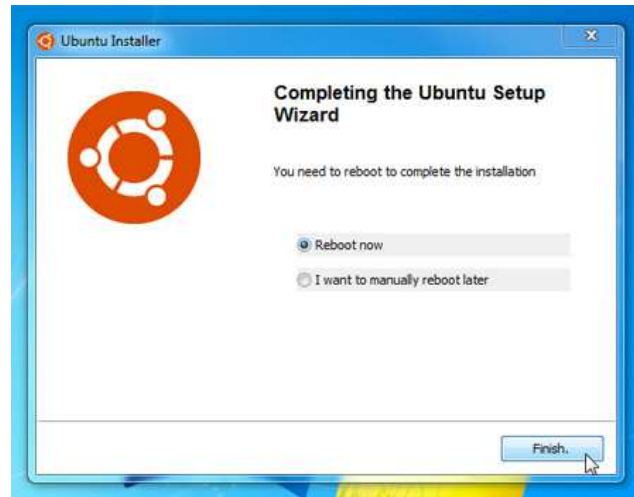 Ubuntu Installer
Completing the Ubuntu Setup
Wizard
You need to reboot to complete the installation
Reboot now
I want to manually reboot later
Finish.